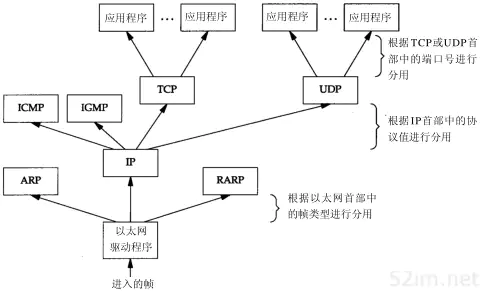 应用程序 … 应用程序 应用程序 … 应用程序
根据TCP或UDP首
部中的端口号进行
分用
TCP UDP
ICMP IGMP
根据IP首部中的协
议值进行分用
IP
ARP RARP
根据以太网首部中
的帧类型进行分用
以太网
驱动程序
进入的帧
52im.net